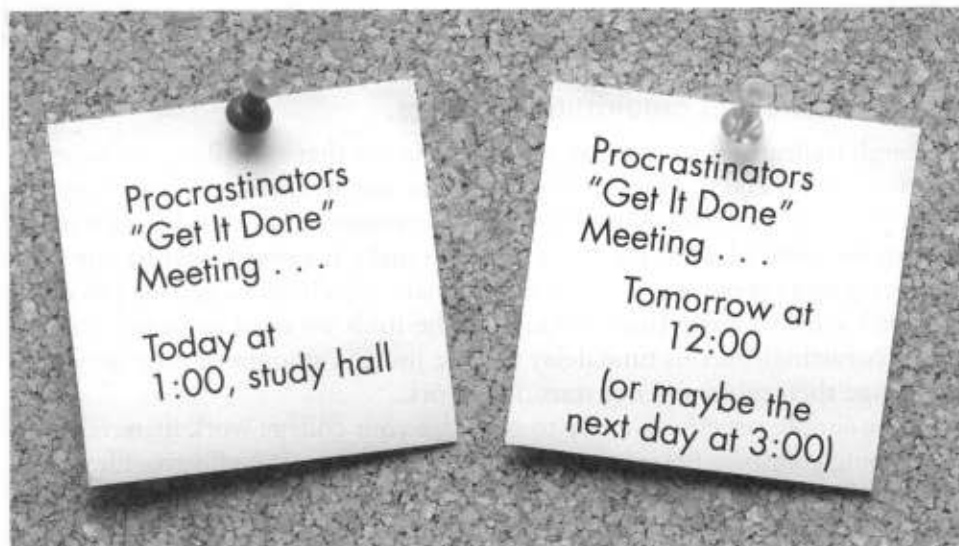 Procrastinators
"Get It Done"
Meeting . . .
Today at
1:00, study hall
Procrastinators
"Get It Done"
Meeting . . .
Tomorrow at
12:00
(or maybe the
next day at 3:00)